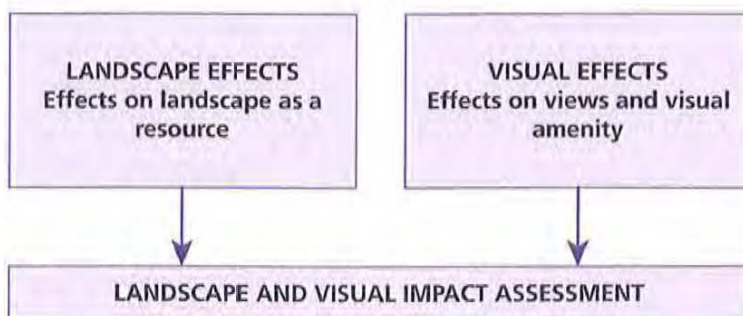 LANDSCAPE EFFECTS
Effects on landscape as a
resource
VISUAL EFFECTS
Effects on views and visual
amenity
LANDSCAPE AND VISUAL IMPACT ASSESSMENT